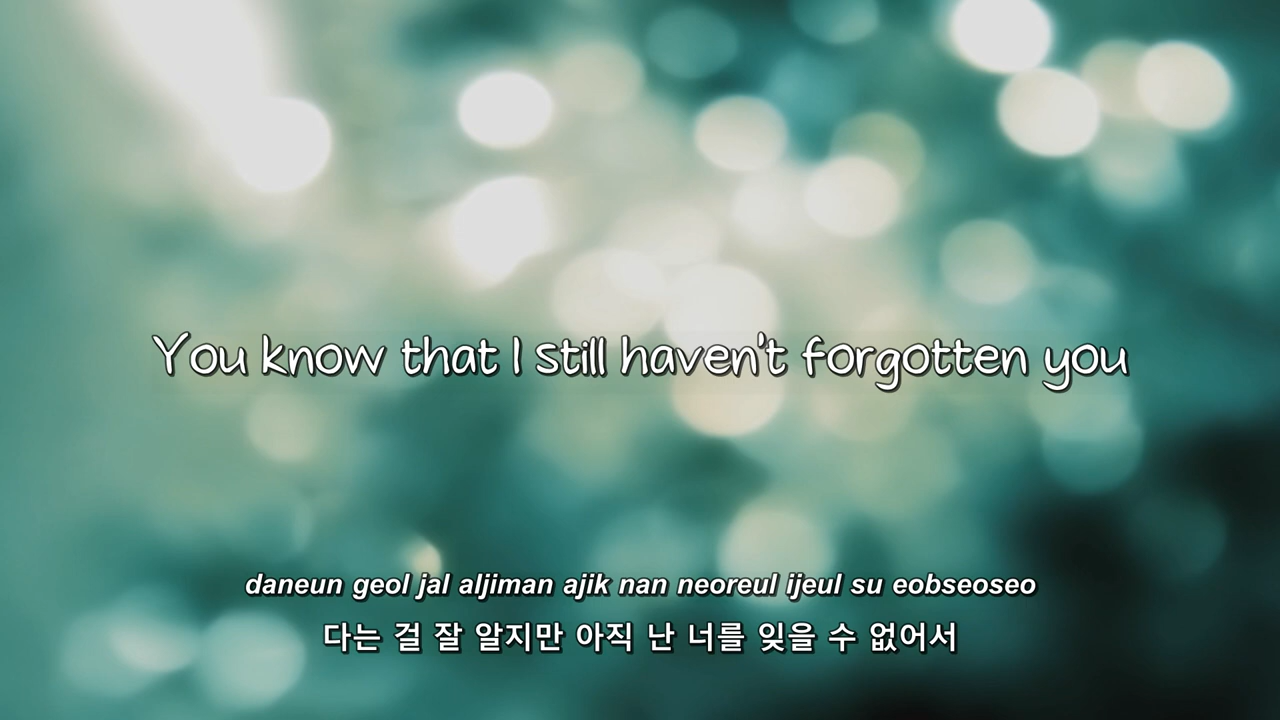 You know that I still haven't forgotten you
daneun geol jal aljiman ajik nan neoreul ijeul su eobseoseo
다는 걸 잘 알지만 아직 난 너를 잊을 수 없어서